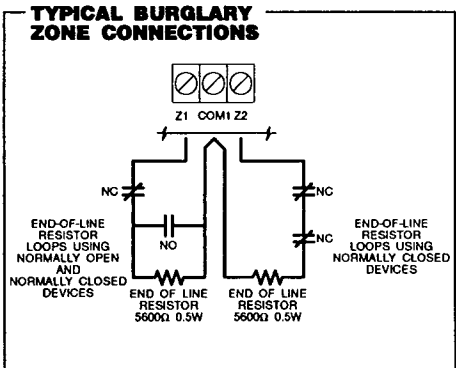 TYPICAL BURGLARY
ZONE CONNECTIONS
Z1 COM1 Z2
NC
NO
NC
NC
END-OF-LINE
RESISTOR
LOOPS USING
NORMALLY OPEN
AND
NORMALLY CLOSED
DEVICES
END-OF-LINE
RESISTOR
LOOPS USING
NORMALLY CLOSED
DEVICES
END OF LINE
RESISTOR
5600Ω 0.5W
END OF LINE
RESISTOR
5600Ω 0.5W